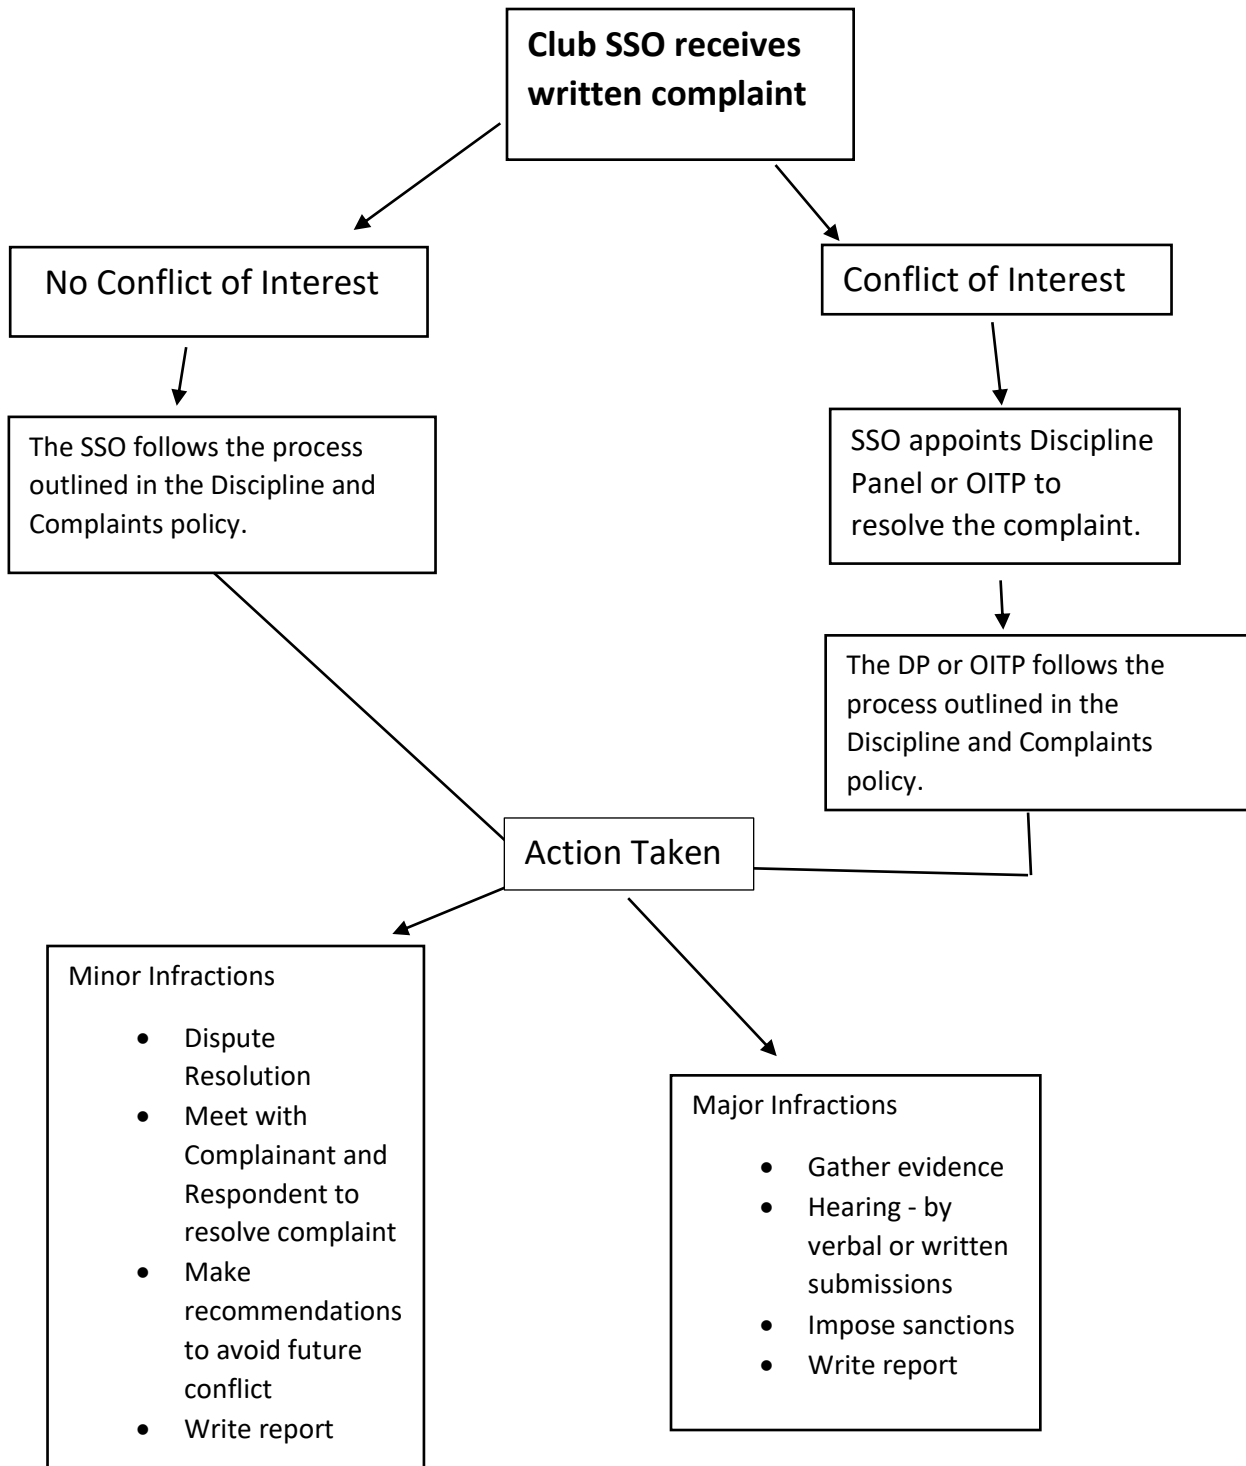 Club SSO receives
written complaint
No Conflict of Interest
Conflict of Interest
The SSO follows the process
outlined in the Discipline and
Complaints policy.
SSO appoints Discipline
Panel or OITP to
resolve the complaint.
The DP or OITP follows the
process outlined in the
Discipline and Complaints
policy.
Action Taken
Minor Infractions
• Dispute
Resolution
• Meet with
Complainant and
Respondent to
resolve complaint
• Make
recommendations
to avoid future
conflict
• Write report
Major Infractions
• Gather evidence
• Hearing - by
verbal or written
submissions
• Impose sanctions
• Write report